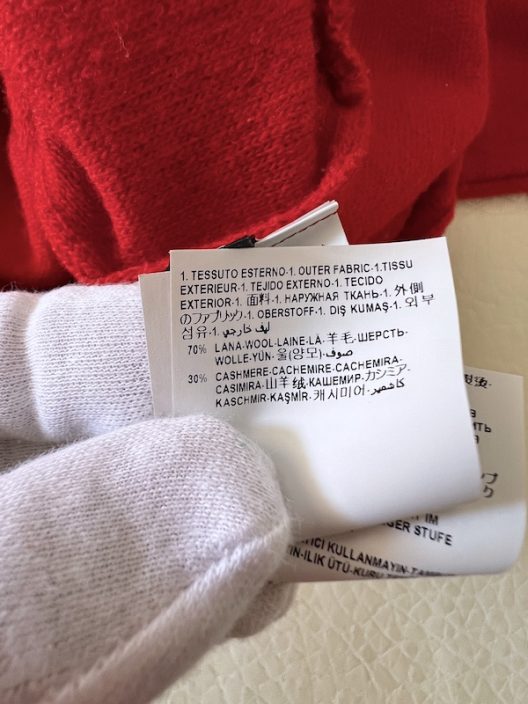 1. TESSUTO ESTERNO-1. OUTER FABRIC-1.TISSU
EXTERIEUR-1. TEJIDO EXTERNO-1. TECIDO
EXTERIOR-1. 面料-1. НАРУЖНАЯ ТКАНЬ-1. 外側
のファブリック-1. OBERSTOFF-1. DIŞ KUMAŞ-1. 외부
섬유-1. ليف خارجي
70% LANA-WOOL-LAINE-LÃ-羊毛-ШЕРСТЬ-
WOLLE-YÜN-울(양모)-صوف
30% CASHMERE-CACHEMIRE-CACHEMIRA-
CASIMIRA-山羊绒-КАШЕМИР-カシミア-
KASCHMIR-KAŞMİR-캐시미어-كاشمير
IM
GER STUFE
ICI KULLANMAYIN-
IN-ILIK ÜTÜ-KURU